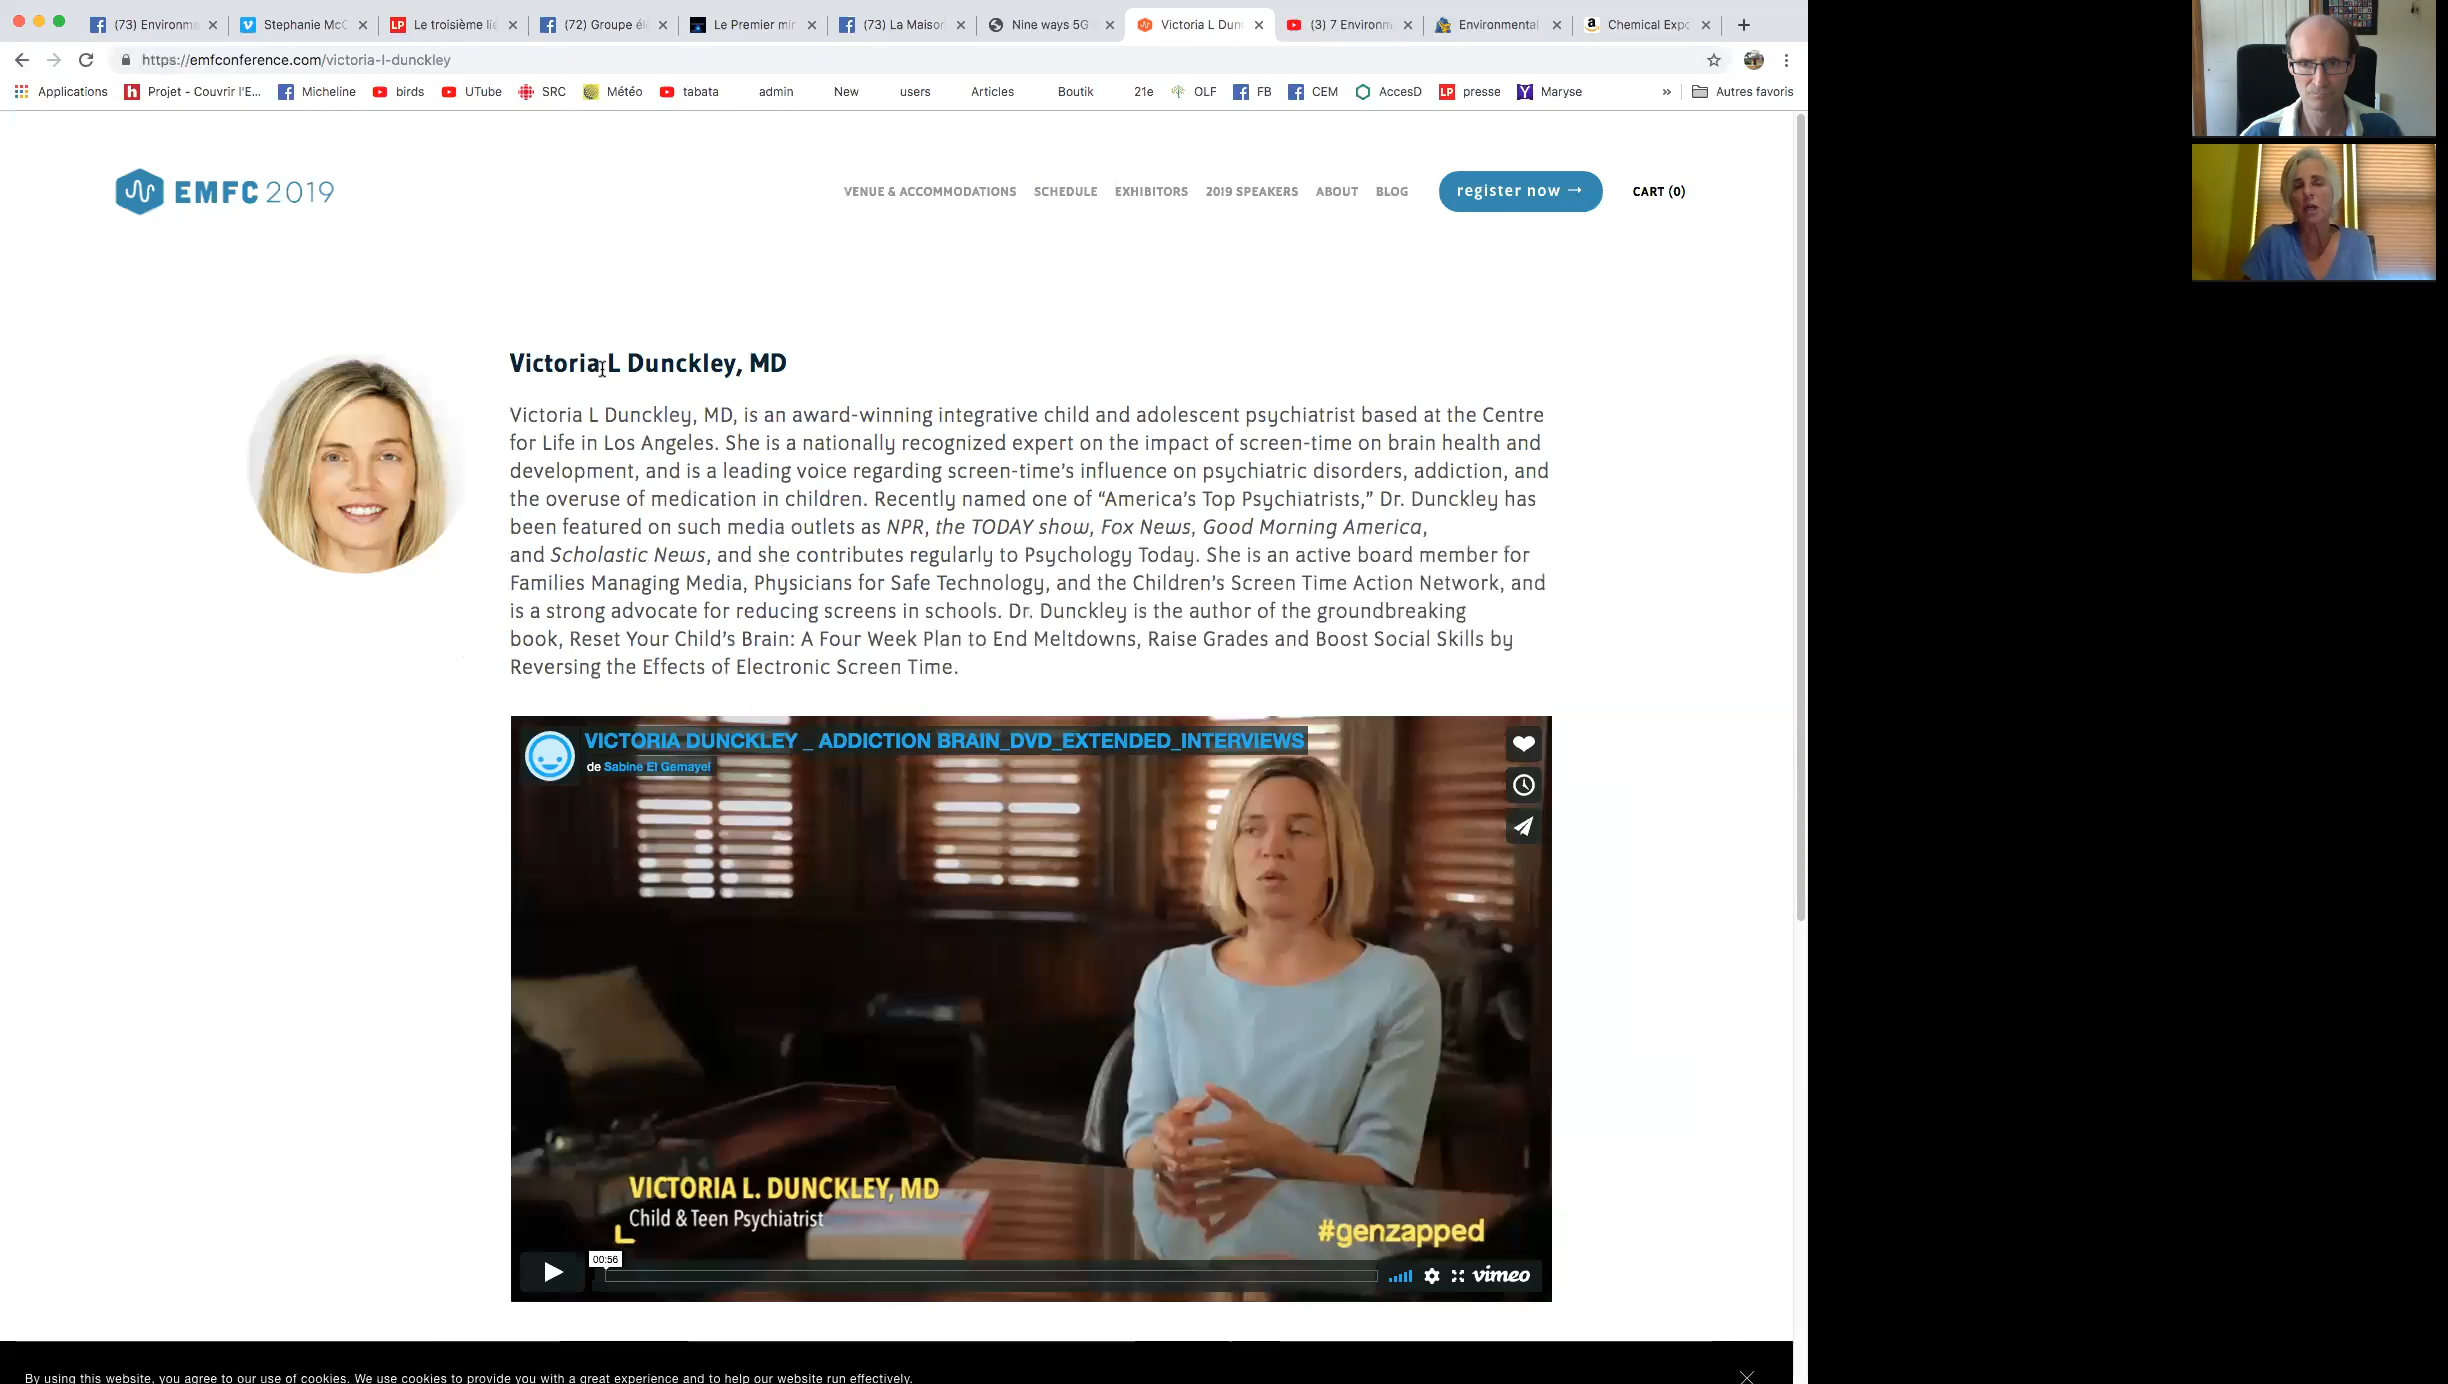 (73) Environm
Stephanie McC
Le troisième lie
(72) Groupe éle
Le Premier min
(73) La Maison
Nine ways 5G
Victoria L Dun
(3) 7 Environm
Environmental
Chemical Expo
https://emfconference.com/victoria-l-dunckley
Applications
Projet - Couvrir l'E...
Micheline
birds
UTube
SRC
Météo
tabata
admin
New
users
Articles
Boutik
21e
OLF
FB
CEM
AccesD
presse
Maryse
»
Autres favoris
EMFC 2019
VENUE & ACCOMMODATIONS
SCHEDULE
EXHIBITORS
2019 SPEAKERS
ABOUT
BLOG
register now →
CART (0)
Victoria L Dunckley, MD
Victoria L Dunckley, MD, is an award-winning integrative child and adolescent psychiatrist based at the Centre
for Life in Los Angeles. She is a nationally recognized expert on the impact of screen-time on brain health and
development, and is a leading voice regarding screen-time’s influence on psychiatric disorders, addiction, and
the overuse of medication in children. Recently named one of “America’s Top Psychiatrists,” Dr. Dunckley has
been featured on such media outlets as NPR, the TODAY show, Fox News, Good Morning America,
and Scholastic News, and she contributes regularly to Psychology Today. She is an active board member for
Families Managing Media, Physicians for Safe Technology, and the Children’s Screen Time Action Network, and
is a strong advocate for reducing screens in schools. Dr. Dunckley is the author of the groundbreaking
book, Reset Your Child’s Brain: A Four Week Plan to End Meltdowns, Raise Grades and Boost Social Skills by
Reversing the Effects of Electronic Screen Time.
VICTORIA DUNCKLEY _ ADDICTION BRAIN_DVD_EXTENDED_INTERVIEWS
de Sabine El Gemayel
VICTORIA L. DUNCKLEY, MD
Child & Teen Psychiatrist
#genzapped
00:56
vimeo
By using this website, you agree to our use of cookies. We use cookies to provide you with a great experience and to help our website run effectively.